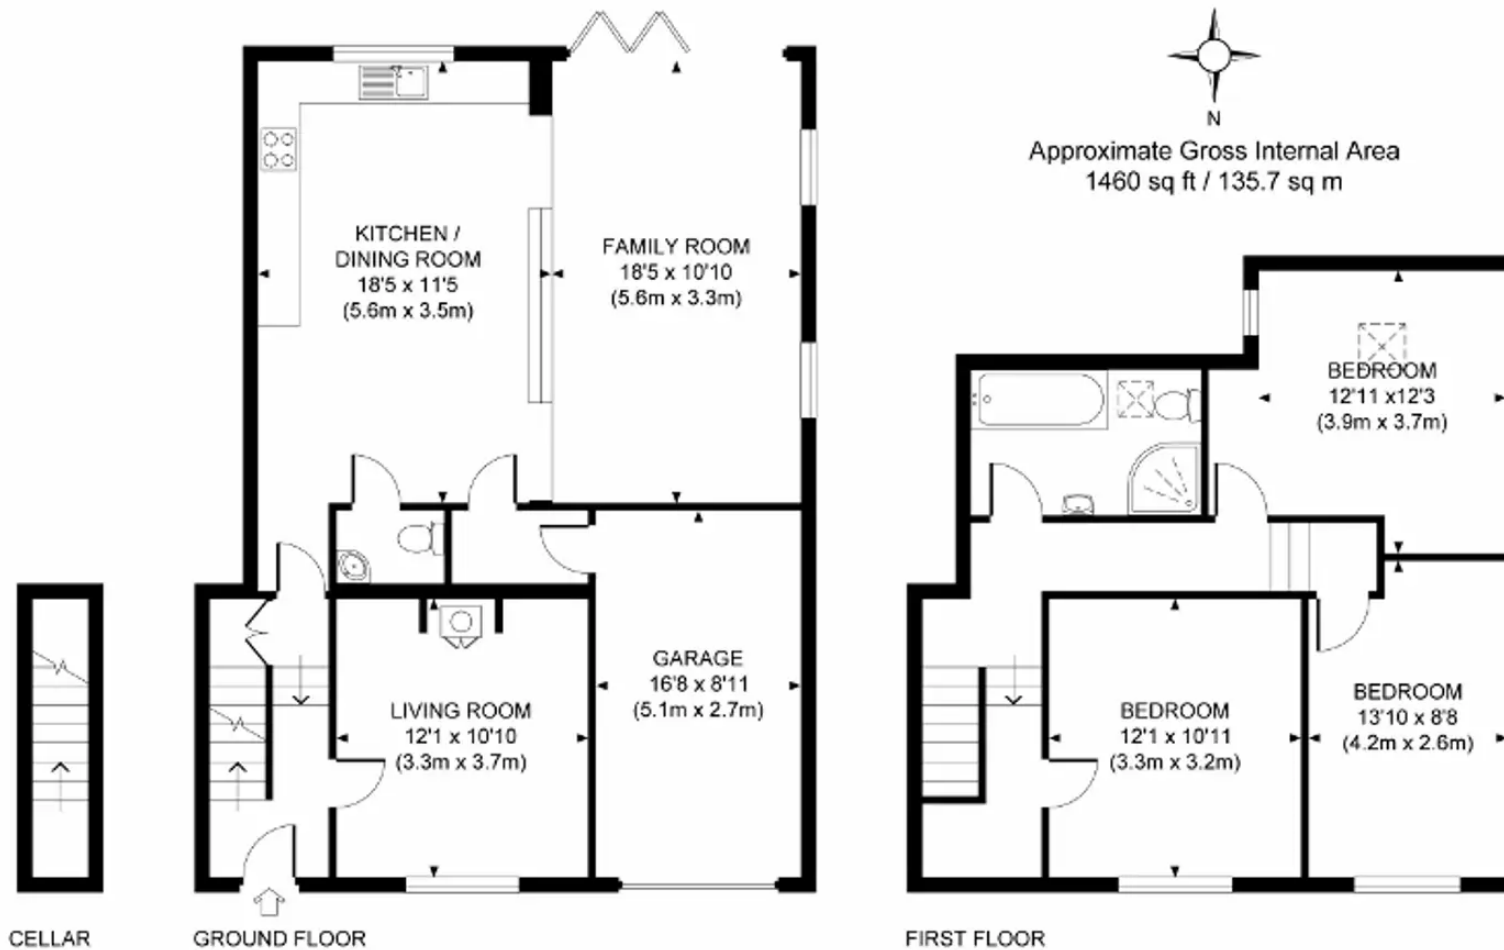 N
Approximate Gross Internal Area
1460 sq ft / 135.7 sq m
KITCHEN /
DINING ROOM
18'5 x 11'5
(5.6m x 3.5m)
FAMILY ROOM
18'5 x 10'10
(5.6m x 3.3m)
BEDROOM
12'11 x12'3
(3.9m x 3.7m)
LIVING ROOM
12'1 x 10'10
(3.3m x 3.7m)
GARAGE
16'8 x 8'11
(5.1m x 2.7m)
BEDROOM
12'1 x 10'11
(3.3m x 3.2m)
BEDROOM
13'10 x 8'8
(4.2m x 2.6m)
CELLAR
GROUND FLOOR
FIRST FLOOR